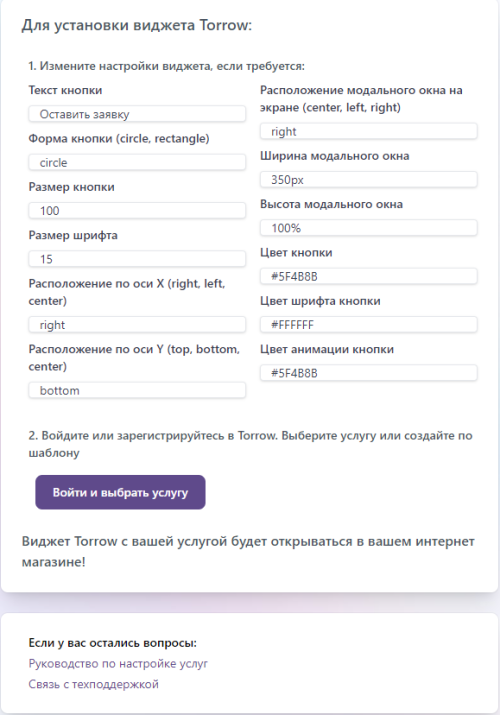 Для установки виджета Torrow:
1. Измените настройки виджета, если требуется:
Текст кнопки
Оставить заявку
Форма кнопки (circle, rectangle)
circle
Размер кнопки
100
Размер шрифта
15
Расположение по оси X (right, left,
center)
right
Расположение по оси Y (top, bottom,
center)
bottom
Расположение модального окна на
экране (center, left, right)
right
Ширина модального окна
350px
Высота модального окна
100%
Цвет кнопки
#5F4B8B
Цвет шрифта кнопки
#FFFFFF
Цвет анимации кнопки
#5F4B8B
2. Войдите или зарегистрируйтесь в Torrow. Выберите услугу или создайте по
шаблону
Войти и выбрать услугу
Виджет Torrow с вашей услугой будет открываться в вашем интернет
магазине!
Если у вас остались вопросы:
Руководство по настройке услуг
Связь с техподдержкой